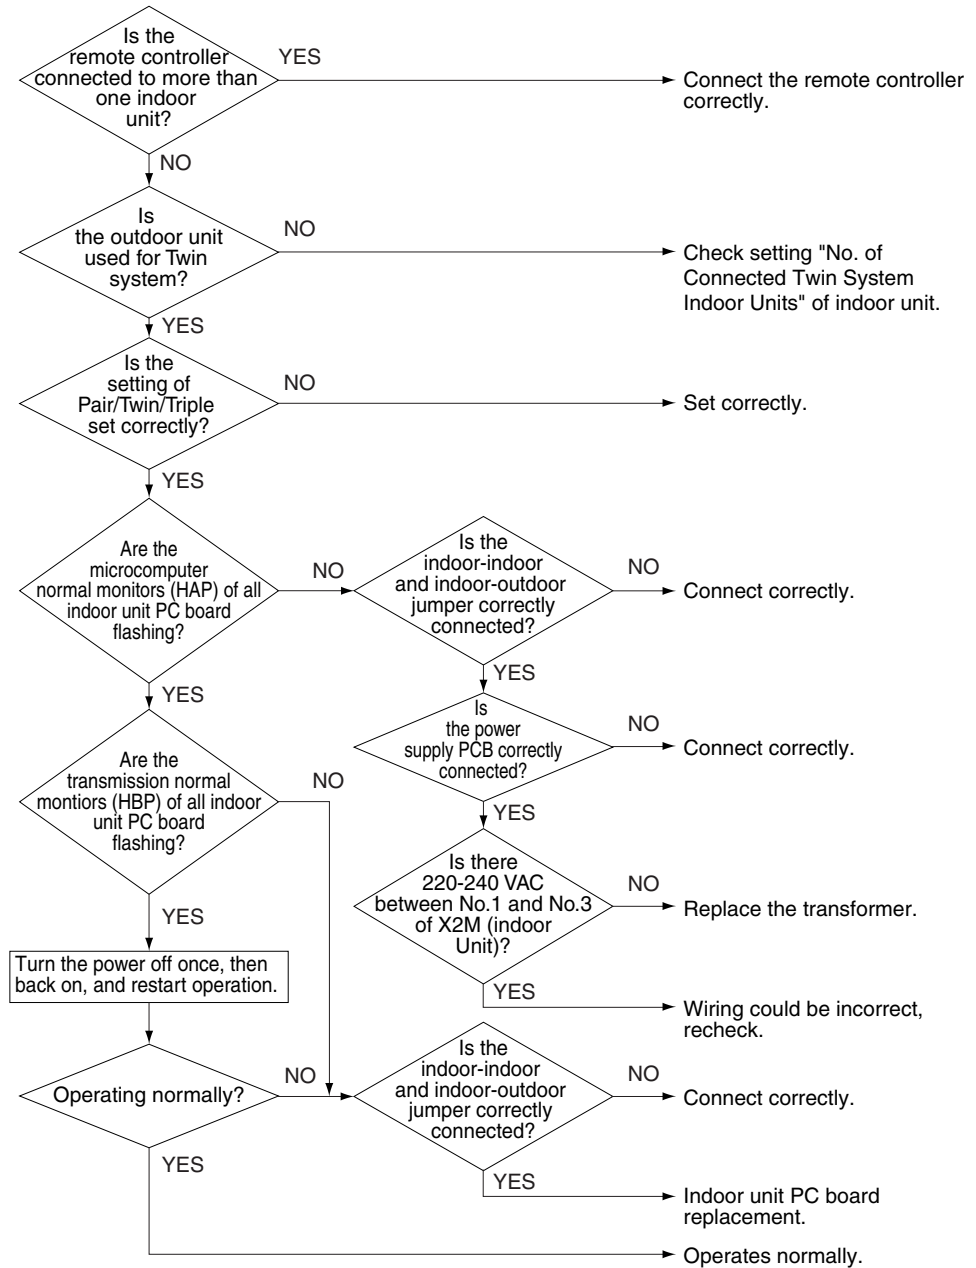 Is the
remote controller
connected to more than
one indoor
unit?
YES
Connect the remote controller
correctly.
NO
Is
the outdoor unit
used for Twin
system?
NO
Check setting "No. of
Connected Twin System
Indoor Units" of indoor unit.
YES
Is the
setting of
Pair/Twin/Triple
set correctly?
NO
Set correctly.
YES
Are the
microcomputer
normal monitors (HAP) of all
indoor unit PC board
flashing?
NO
Is the
indoor-indoor
and indoor-outdoor
jumper correctly
connected?
NO
Connect correctly.
YES
YES
Is
the power
supply PCB correctly
connected?
NO
Connect correctly.
Are the
transmission normal
montiors (HBP) of all indoor
unit PC board
flashing?
NO
YES
Is there
220-240 VAC
between No.1 and No.3
of X2M (indoor
Unit)?
NO
Replace the transformer.
YES
YES
Wiring could be incorrect,
recheck.
Turn the power off once, then
back on, and restart operation.
Operating normally?
NO
Is the
indoor-indoor
and indoor-outdoor
jumper correctly
connected?
NO
Connect correctly.
YES
YES
Indoor unit PC board
replacement.
Operates normally.